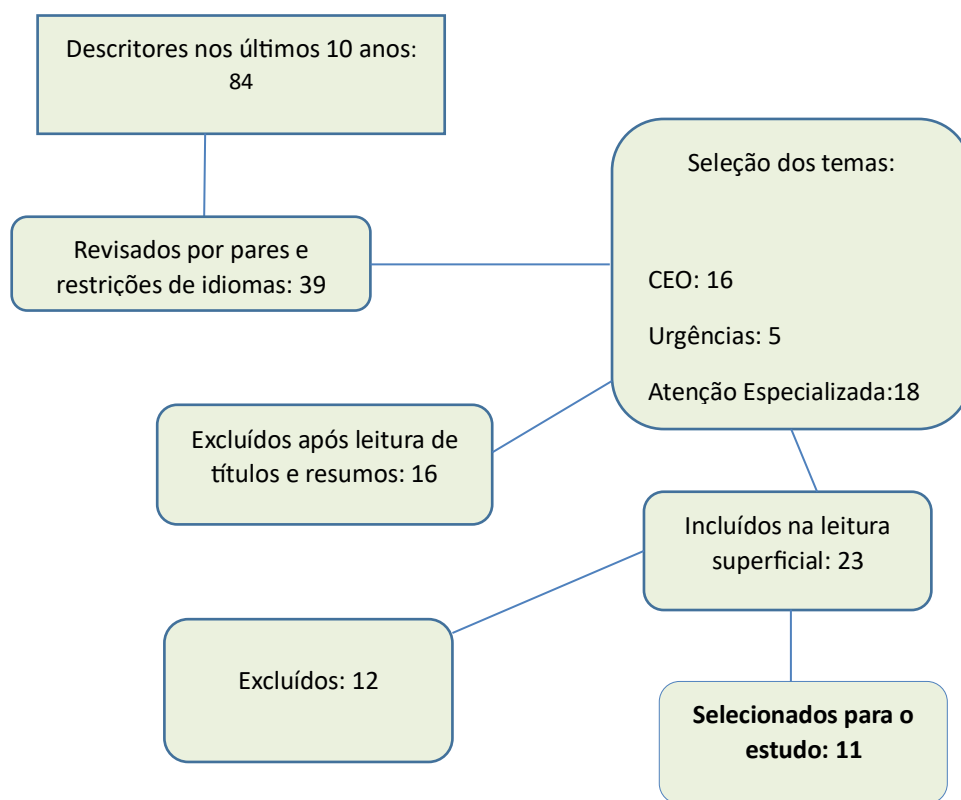 Descritores nos últimos 10 anos:
84
Revisados por pares e
restrições de idiomas: 39
Seleção dos temas:
CEO: 16
Urgências: 5
Atenção Especializada:18
Excluídos após leitura de
títulos e resumos: 16
Incluídos na leitura
superficial: 23
Excluídos: 12
Selecionados para o
estudo: 11